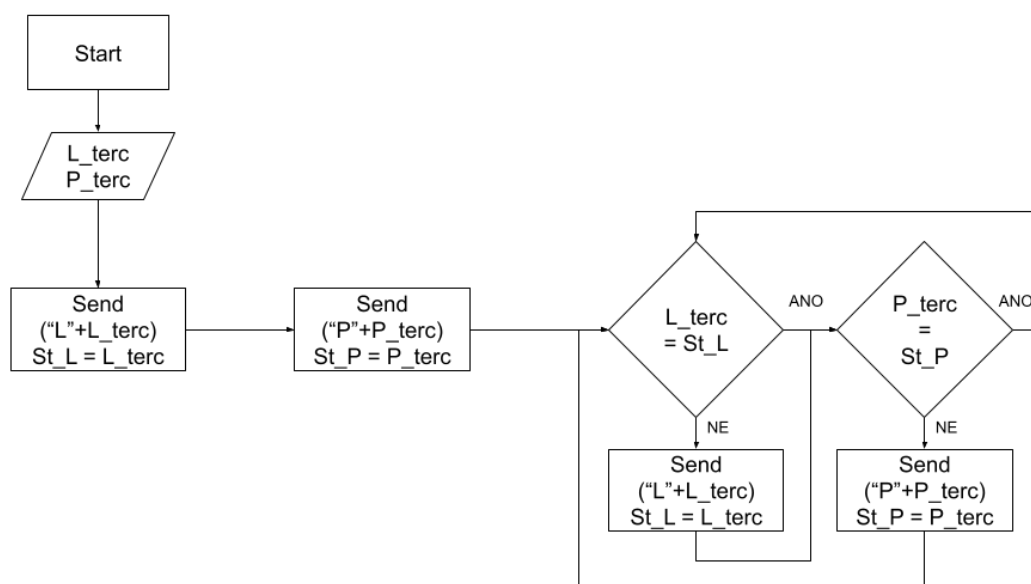 Start
L_terc
P_terc
Send
(“L”+L_terc)
St_L = L_terc
Send
(“P”+P_terc)
St_P = P_terc
L_terc
= St_L
ANO
P_terc
=
St_P
ANO
NE
NE
Send
(“L”+L_terc)
St_L = L_terc
Send
(“P”+P_terc)
St_P = P_terc